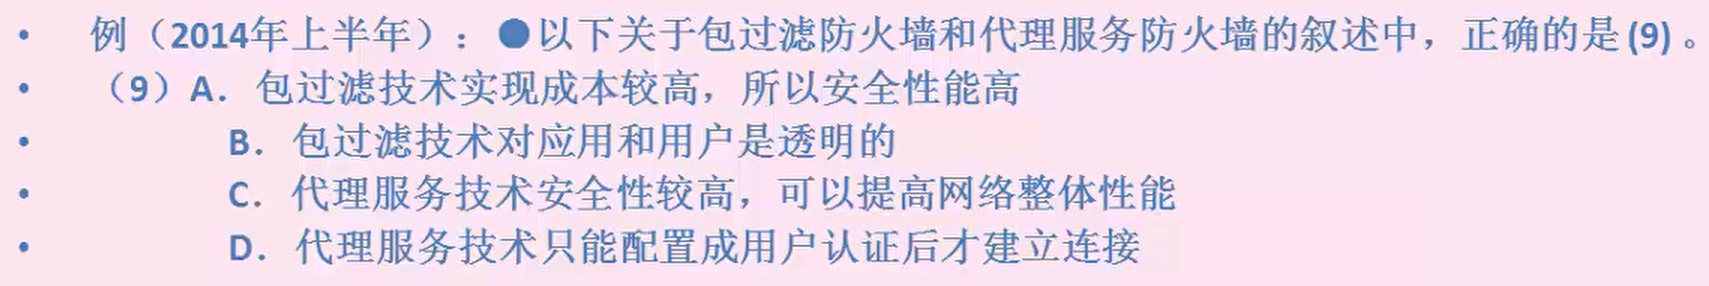 • 例（2014年上半年）：●以下关于包过滤防火墙和代理服务防火墙的叙述中，正确的是(9)。
• （9）A．包过滤技术实现成本较高，所以安全性能高
• B．包过滤技术对应用和用户是透明的
• C．代理服务技术安全性较高，可以提高网络整体性能
• D．代理服务技术只能配置成用户认证后才建立连接